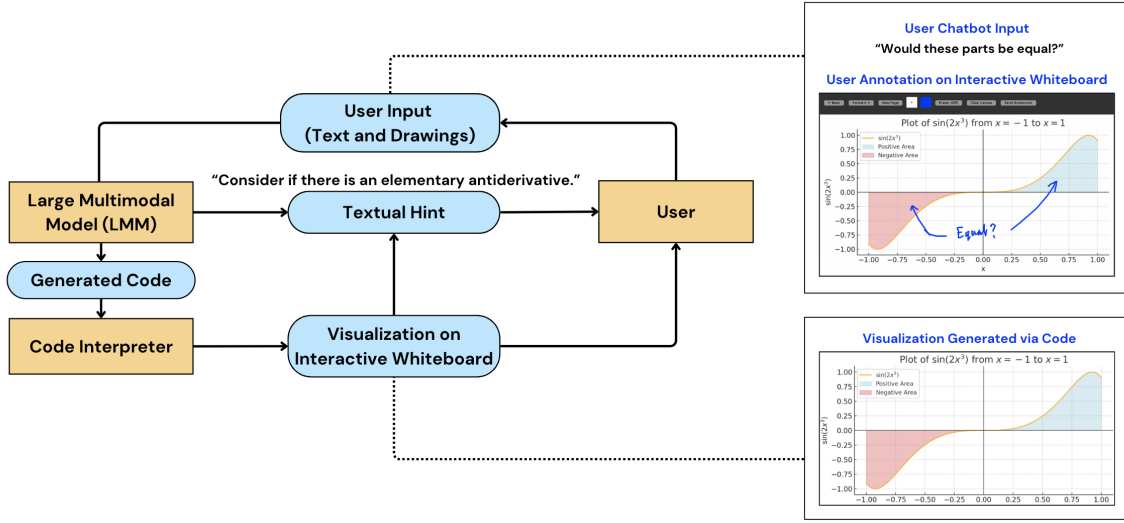 User Input
(Text and Drawings)
“Consider if there is an elementary antiderivative.”
Large Multimodal
Model (LMM)
Textual Hint
User
Generated Code
Code Interpreter
Visualization on
Interactive Whiteboard
User Chatbot Input
“Would these parts be equal?”
User Annotation on Interactive Whiteboard
New Page
Clear Canvas
Send Screenshot
Plot of sin(2x³) from x = −1 to x = 1
sin(2x³)
Positive Area
Negative Area
1.00
0.75
0.50
0.25
0.00
−0.25
−0.50
−0.75
−1.00
sin(2x³)
Equal?
−1.00 −0.75 −0.50 −0.25 0.00 0.25 0.50 0.75 1.00
x
Visualization Generated via Code
Plot of sin(2x³) from x = −1 to x = 1
sin(2x³)
Positive Area
Negative Area
1.00
0.75
0.50
0.25
0.00
−0.25
−0.50
−0.75
−1.00
sin(2x³)
−1.00 −0.75 −0.50 −0.25 0.00 0.25 0.50 0.75 1.00